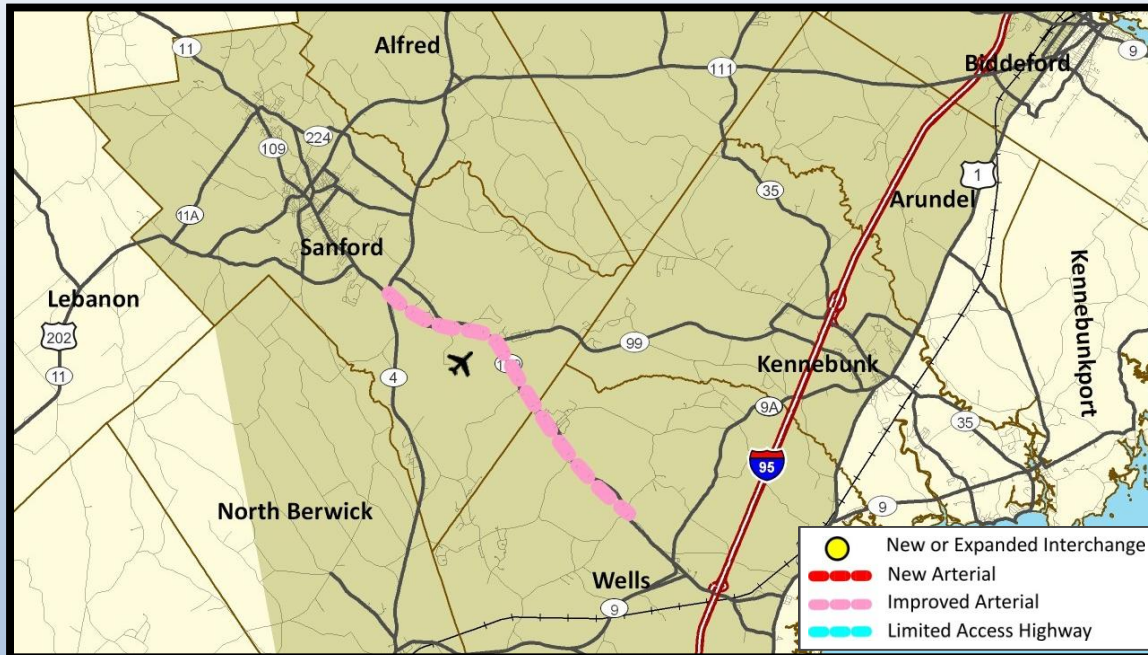 11
Alfred
111
Biddeford
9
109
224
1
35
Arundel
11A
Sanford
Lebanon
202
11
Kennebunkport
99
4
Kennebunk
9A
35
95
North Berwick
9
Wells
9
New or Expanded Interchange
New Arterial
Improved Arterial
Limited Access Highway